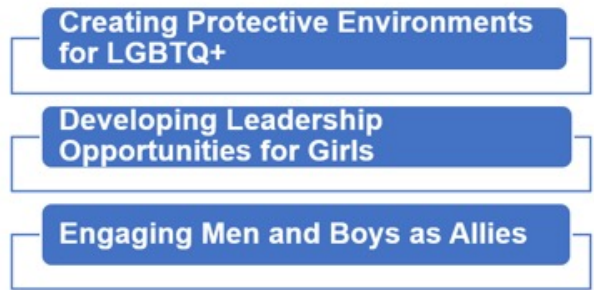 Creating Protective Environments
for LGBTQ+
Developing Leadership
Opportunities for Girls
Engaging Men and Boys as Allies